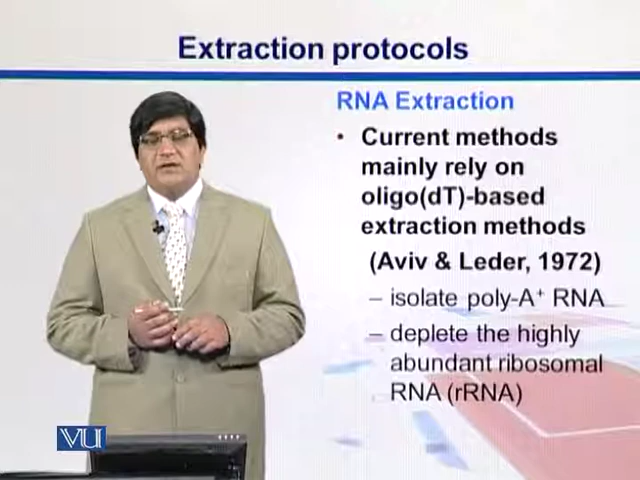 Extraction protocols
RNA Extraction
• Current methods
mainly rely on
oligo(dT)-based
extraction methods
(Aviv & Leder, 1972)
– isolate poly-A⁺ RNA
– deplete the highly
abundant ribosomal
RNA (rRNA)
VU